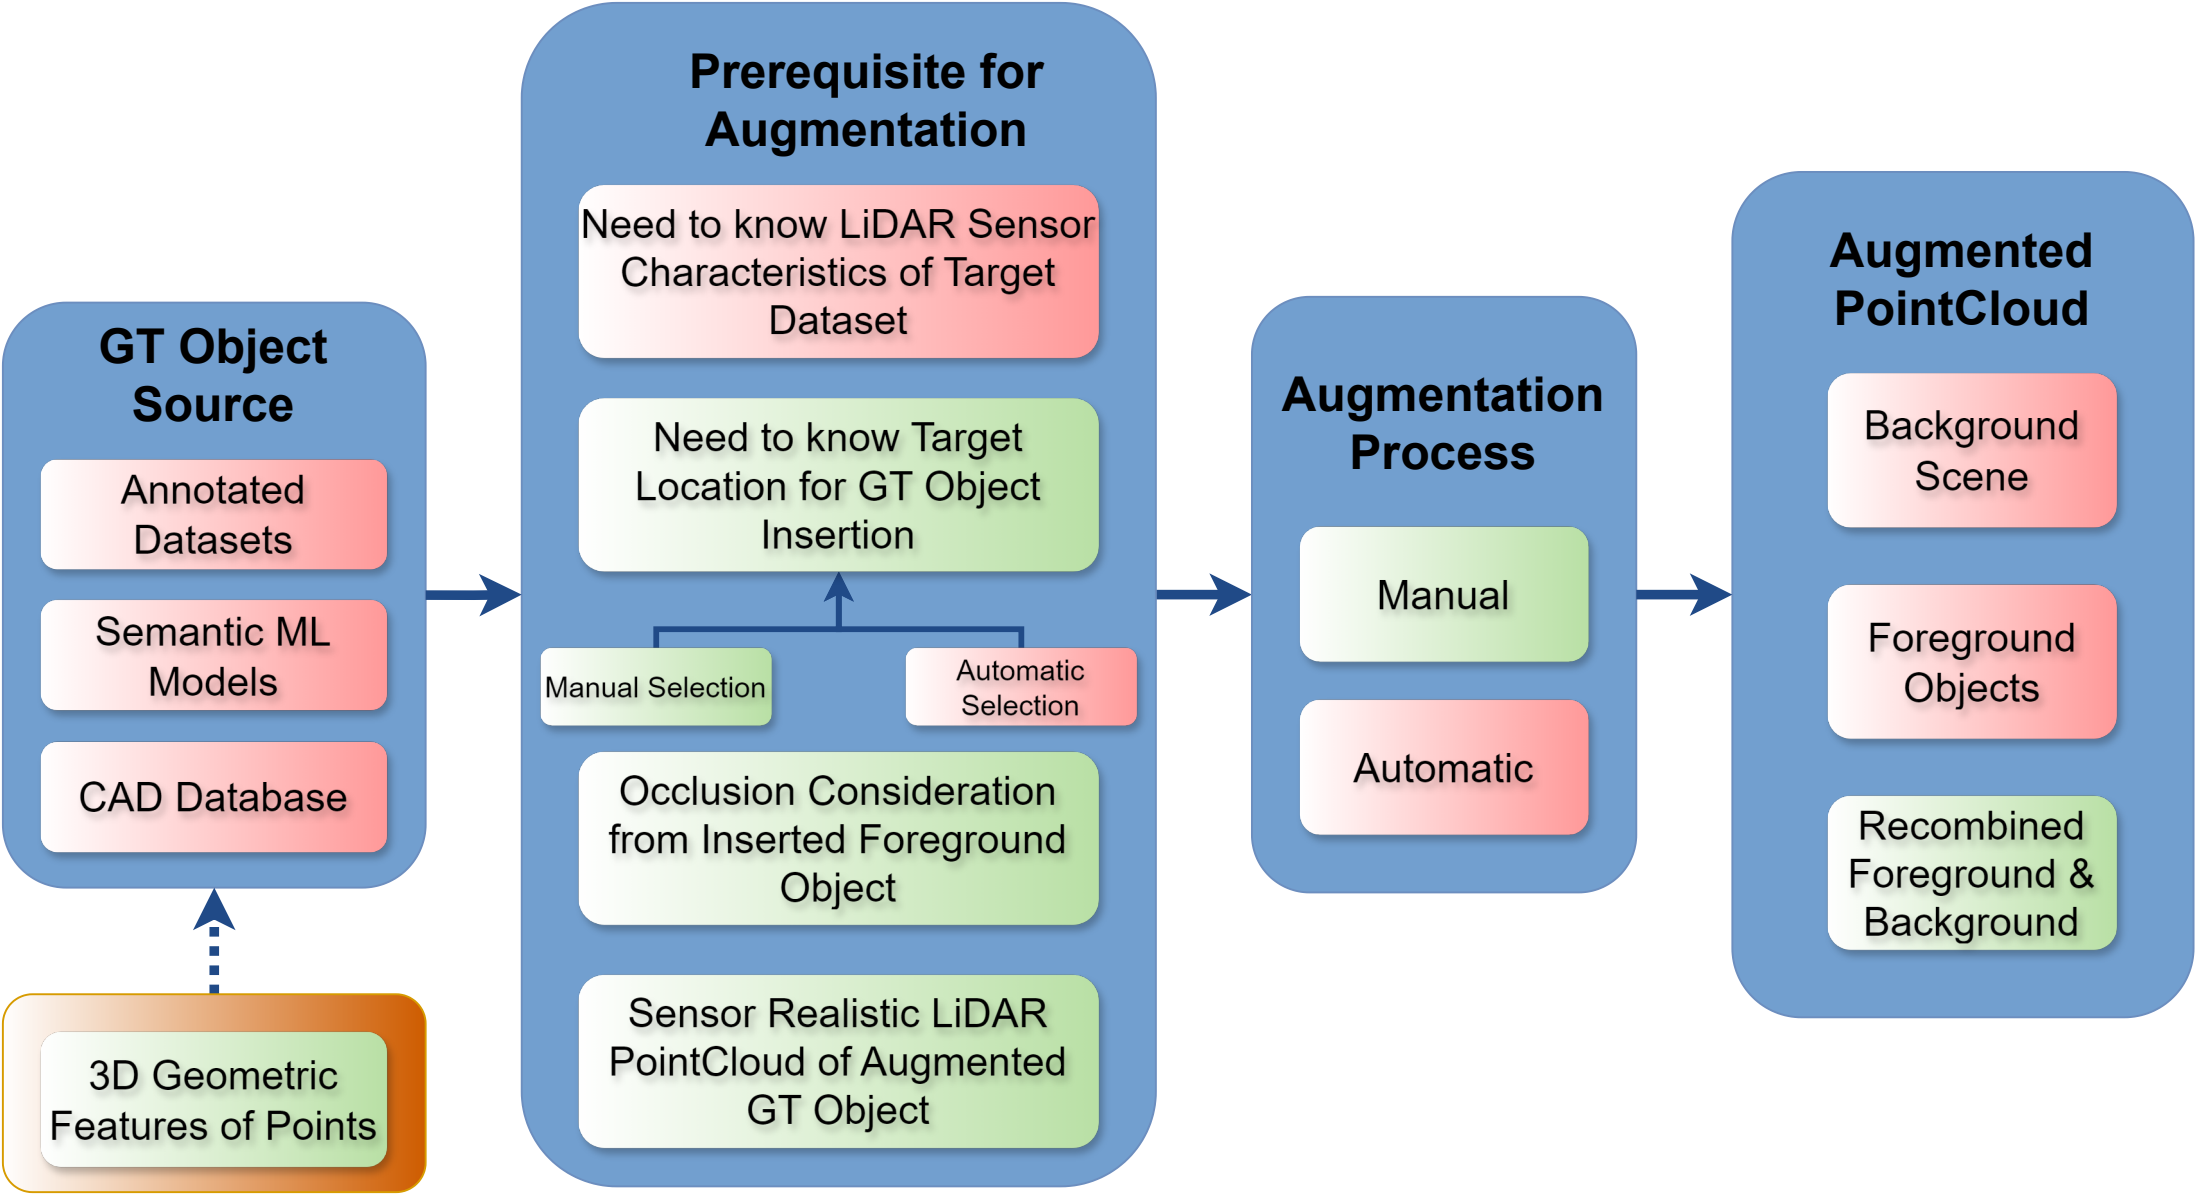 GT Object
Source
Annotated
Datasets
Semantic ML
Models
CAD Database
3D Geometric
Features of Points
Prerequisite for
Augmentation
Need to know LiDAR Sensor
Characteristics of Target
Dataset
Need to know Target
Location for GT Object
Insertion
Manual Selection
Automatic
Selection
Occlusion Consideration
from Inserted Foreground
Object
Sensor Realistic LiDAR
PointCloud of Augmented
GT Object
Augmentation
Process
Manual
Automatic
Augmented
PointCloud
Background
Scene
Foreground
Objects
Recombined
Foreground &
Background